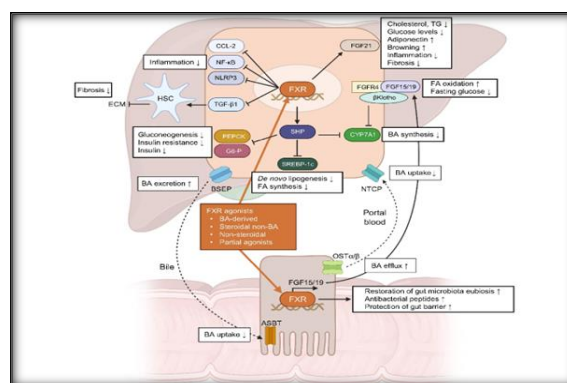 CCL-2
NF-κB
NLRP3
TGF-β1
Inflammation ↓
Fibrosis ↓
ECM
HSC
FXR
FGF21
Cholesterol, TG ↓
Glucose levels ↓
Adiponectin ↑
Browning ↑
Inflammation ↓
Fibrosis ↓
FGFR4
FGF15/19
βKlotho
FA oxidation ↑
Fasting glucose ↓
SHP
CYP7A1
BA synthesis ↓
Gluconeogenesis ↓
Insulin resistance ↓
Insulin ↓
PEPCK
G6-P
SREBP-1c
De novo lipogenesis ↓
FA synthesis ↓
BA excretion ↑
BSEP
NTCP
BA uptake ↓
FXR agonists
• BA-derived
• Steroidal non-BA
• Non-steroidal
• Partial agonists
Portal
blood
Bile
OSTα/β
BA efflux ↑
FGF15/19
FXR
Restoration of gut microbiota eubiosis ↑
Antibacterial peptides ↑
Protection of gut barrier ↑
BA uptake ↓
ASBT